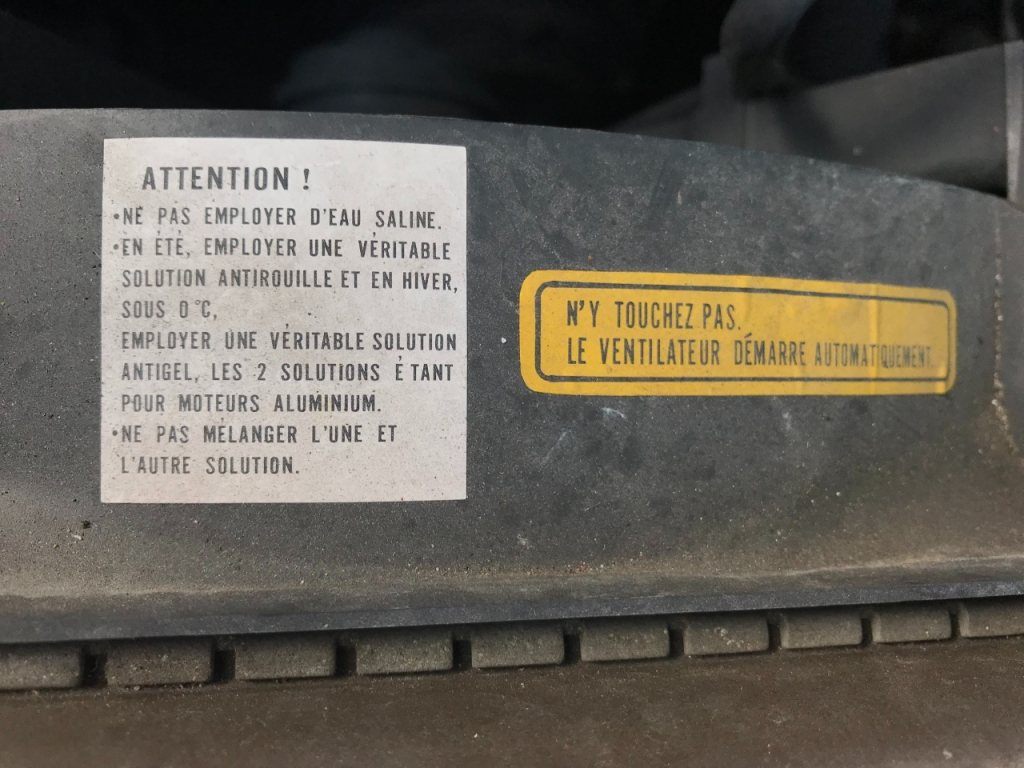 ATTENTION !
•NE PAS EMPLOYER D'EAU SALINE.
•EN ÉTÉ, EMPLOYER UNE VÉRITABLE
SOLUTION ANTIROUILLE ET EN HIVER,
SOUS 0 °C,
EMPLOYER UNE VÉRITABLE SOLUTION
ANTIGEL, LES 2 SOLUTIONS ÉTANT
POUR MOTEURS ALUMINIUM.
•NE PAS MÉLANGER L'UNE ET
L'AUTRE SOLUTION.
N'Y TOUCHEZ PAS.
LE VENTILATEUR DÉMARRE AUTOMATIQUEMENT.